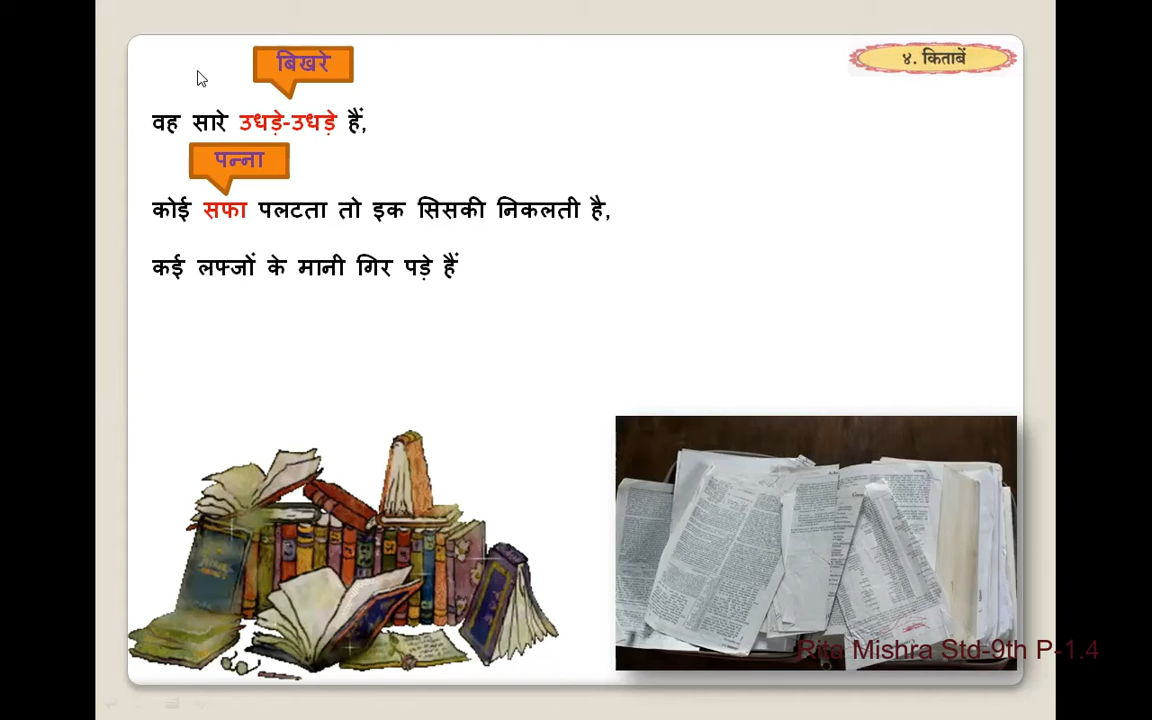 बिखरे
४. किताबें
वह सारे उधड़े-उधड़े हैं,
पन्ना
कोई सफा पलटता तो इक सिसकी निकलती है,
कई लफ्जों के मानी गिर पड़े हैं
Rita Mishra Std-9th P-1.4